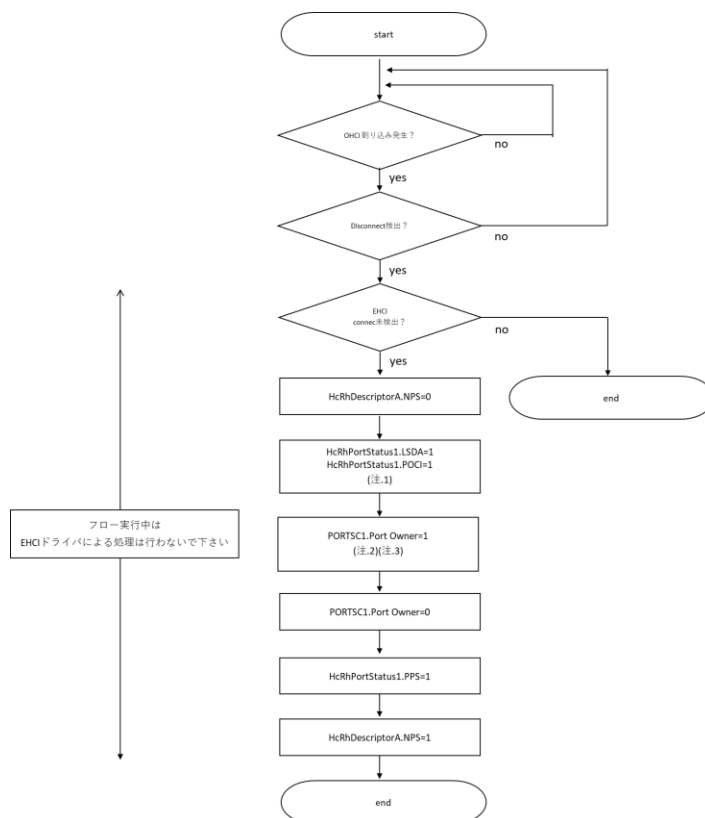 start
OHCI割り込み発生？
no
yes
Disconnect検出？
no
yes
EHCI
connec未検出？
no
yes
HcRhDescriptorA.NPS=0
end
HcRhPortStatus1.LSDA=1
HcRhPortStatus1.POCI=1
(注.1)
フロー実行中は
EHCIドライバによる処理は行わないで下さい
PORTSC1.Port Owner=1
(注.2)(注.3)
PORTSC1.Port Owner=0
HcRhPortStatus1.PPS=1
HcRhDescriptorA.NPS=1
end